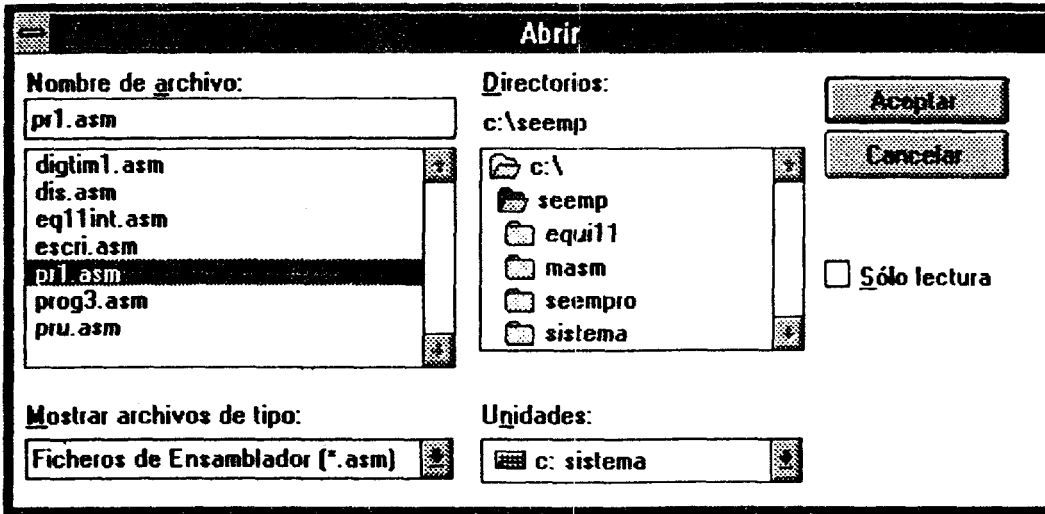 Abrir
Nombre de archivo:
pr1.asm
digtim1.asm
dis.asm
eq11int.asm
escri.asm
pr1.asm
prog3.asm
pru.asm
Mostrar archivos de tipo:
Ficheros de Ensamblador (*.asm)
Directorios:
c:\seemp
c:\
seemp
equi11
masm
seempro
sistema
Unidades:
c: sistema
Aceptar
Cancelar
Sólo lectura